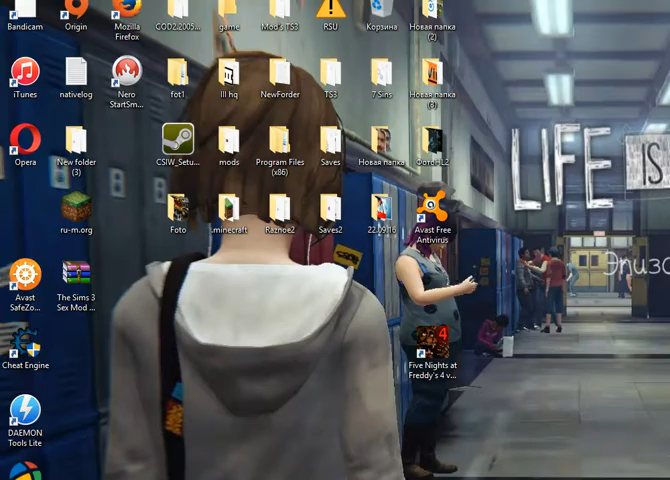 Bandicam
Origin
Mozilla
Firefox
COD2.2005...
game
Mod's TS3
RSU
Корзина
Новая папка
(2)
iTunes
nativelog
Nero
StartSm...
fot1
lll hq
NewForder
TS3
7 Sins
Новая папка
(3)
Opera
New folder
(3)
CSIW_Setu...
mods
Program Files
(x86)
Saves
Новая папка
ФотоHL2
ru-m.org
Foto
.minecraft
Raznoe2
Saves2
22.09.16
Avast Free
Antivirus
Avast
SafeZo...
The Sims 3
Sex Mod ...
Cheat Engine
4
Five Nights at
Freddy's 4 v...
DAEMON
Tools Lite
LIFE IS
Эпизо